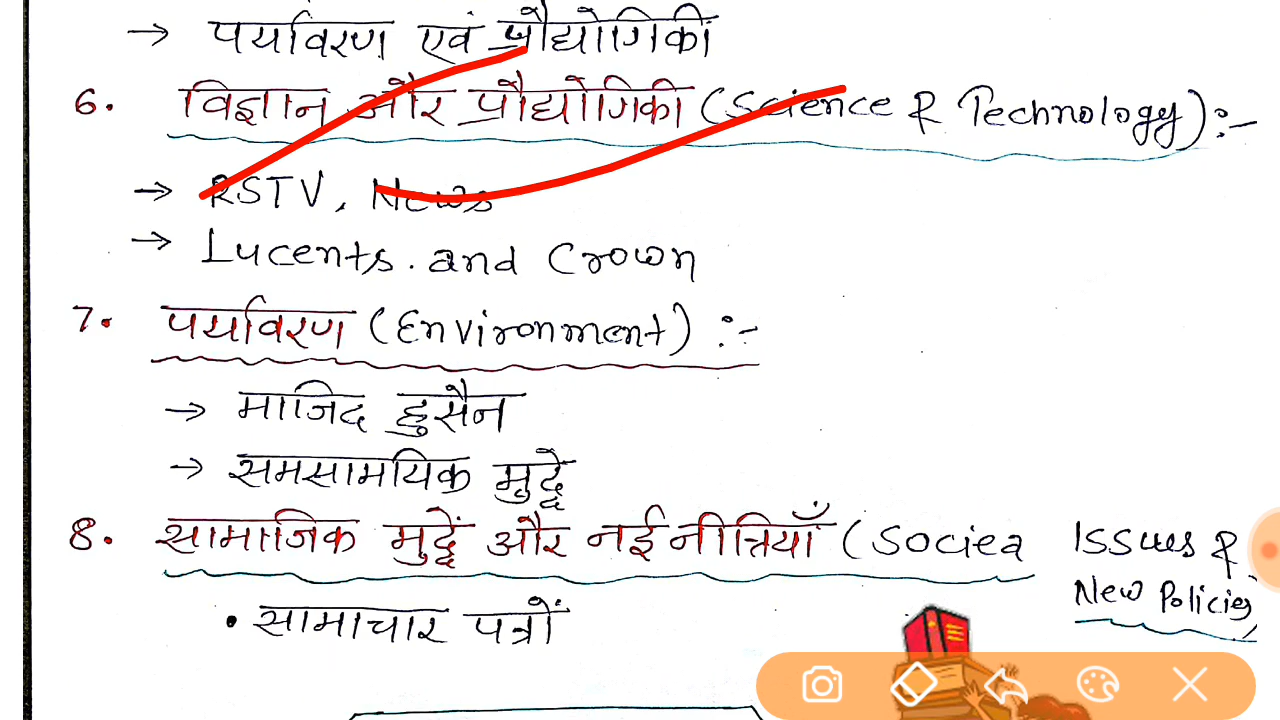 → पर्यावरण एवं प्रौद्योगिकी
6. विज्ञान और प्रौद्योगिकी (Science & Technology):-
→ RSTV, News
→ Lucents. and Crown
7. पर्यावरण (Environment) :-
→ माजिद हुसैन
→ समसामयिक मुद्दे
8. सामाजिक मुद्दें और नई नीत्रियाँ (Sociea Issues & New Policies)
• सामाचार पत्रों